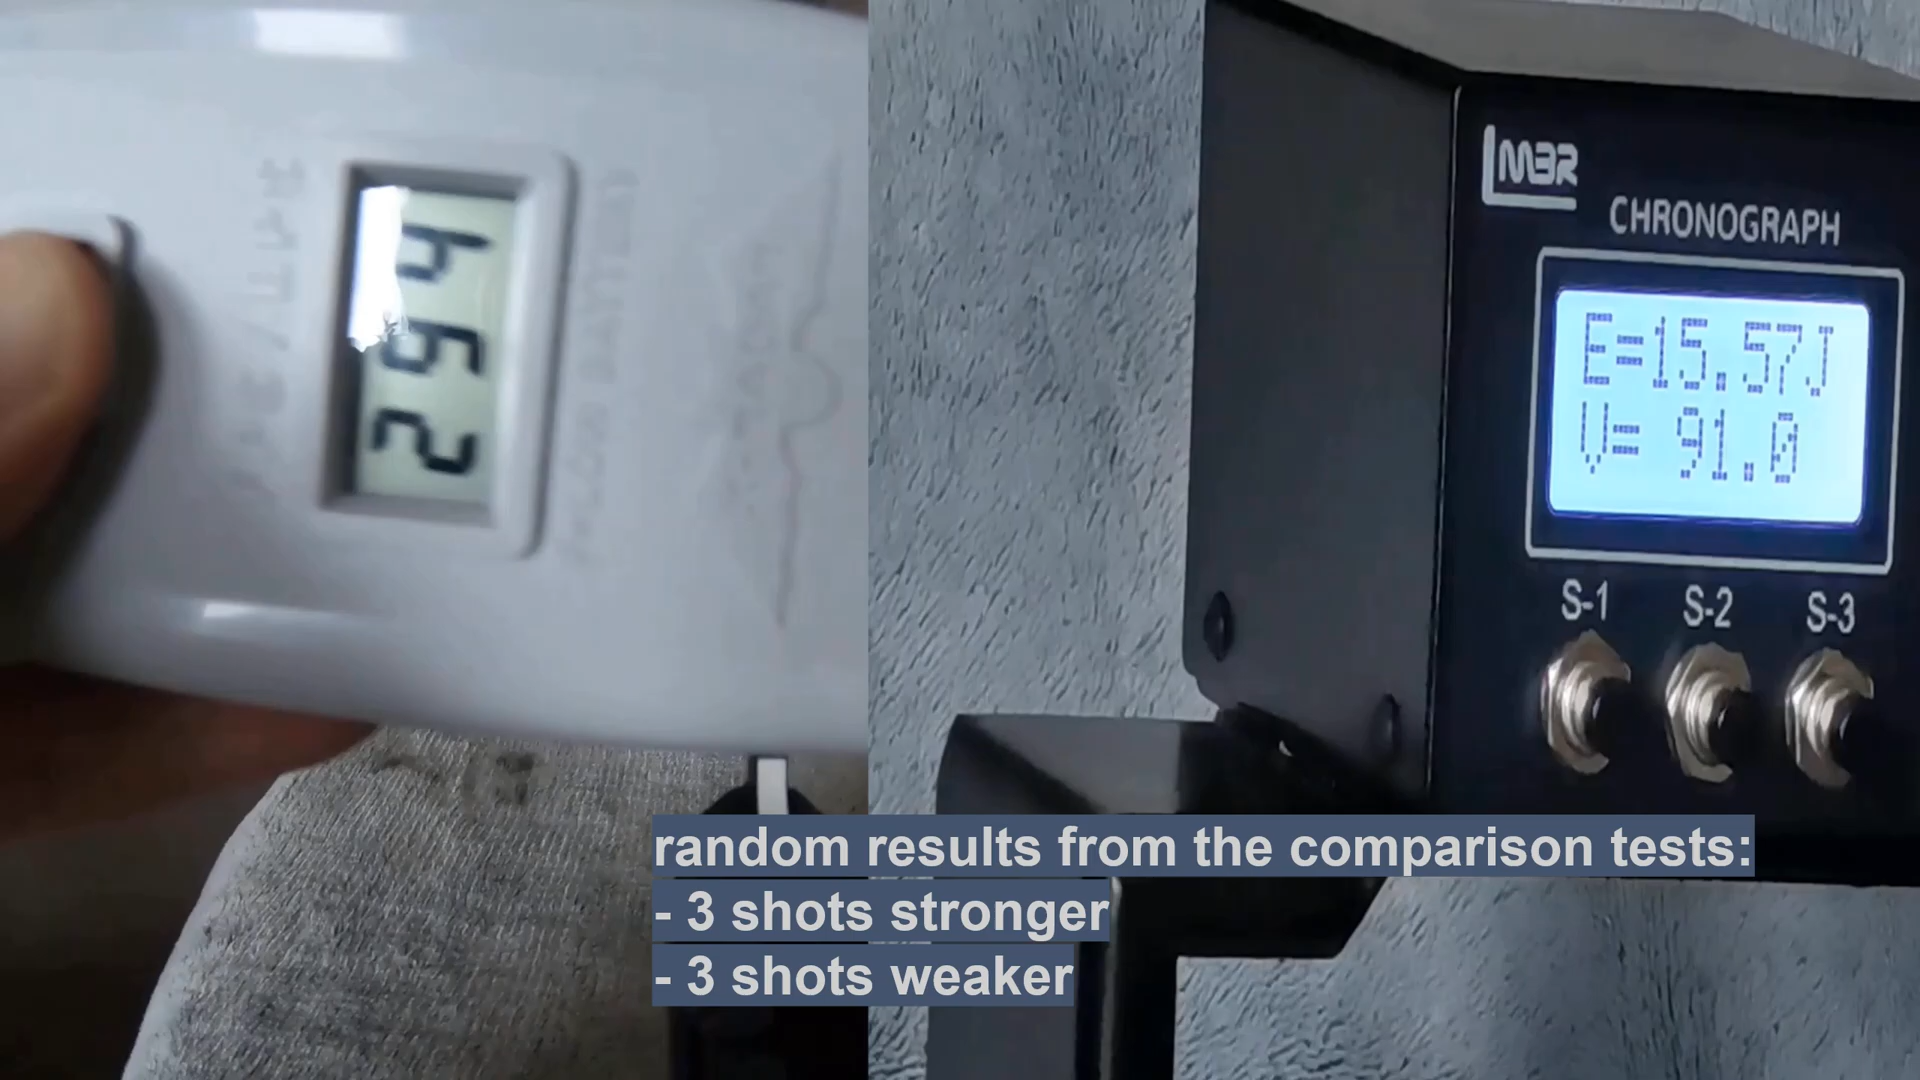 294
LMBR
CHRONOGRAPH
E=15.57J
V= 91.0
S-1 S-2 S-3
random results from the comparison tests:
- 3 shots stronger
- 3 shots weaker